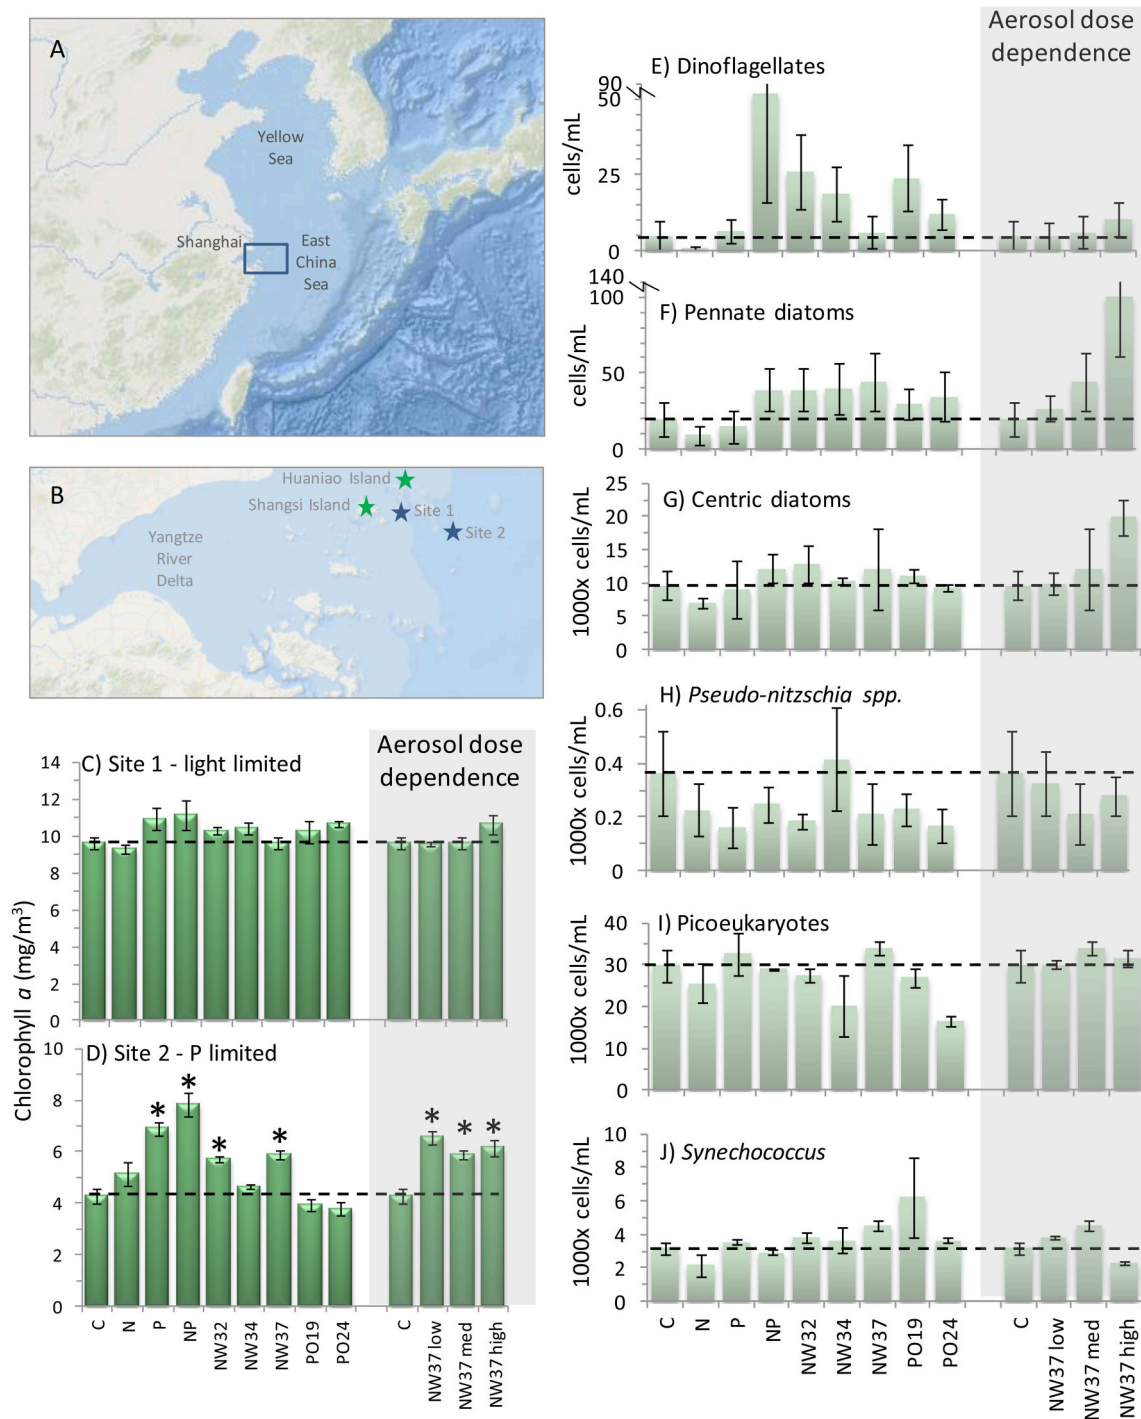 A
Yellow
Sea
Shanghai
East
China
Sea
B
Huaniao Island
Shangsi Island
Site 1
Site 2
Yangtze
River
Delta
Aerosol dose
dependence
C) Site 1 - light limited
14
12
10
8
6
4
2
0
Chlorophyll a (mg/m³)
D) Site 2 - P limited
10
8
6
4
2
0
* * * *
* * *
C
N
P
NP
NW32
NW34
NW37
PO19
PO24
C
NW37 low
NW37 med
NW37 high
Aerosol dose
dependence
E) Dinoflagellates
90
50
25
0
cells/mL
F) Pennate diatoms
140
100
50
0
cells/mL
G) Centric diatoms
25
20
15
10
5
0
1000x cells/mL
H) Pseudo-nitzschia spp.
0.6
0.4
0.2
0
1000x cells/mL
I) Picoeukaryotes
40
30
20
10
0
1000x cells/mL
J) Synechococcus
10
8
6
4
2
0
1000x cells/mL
C
N
P
NP
NW32
NW34
NW37
PO19
PO24
C
NW37 low
NW37 med
NW37 high